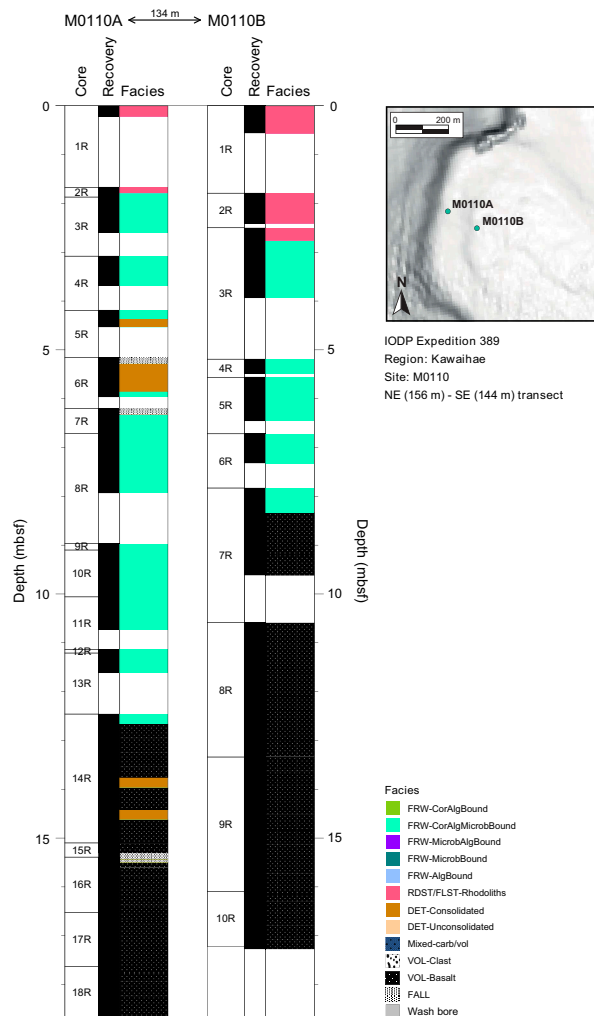 M0110A
134 m
M0110B
Core
Recovery
Facies
Core
Recovery
Facies
0
5
10
15
Depth (mbsf)
1R
2R
3R
4R
5R
6R
7R
8R
9R
10R
11R
12R
13R
14R
15R
16R
17R
18R
1R
2R
3R
4R
5R
6R
7R
8R
9R
10R
0
5
10
15
Depth (mbsf)
0 200 m
M0110A
M0110B
N
IODP Expedition 389
Region: Kawaihae
Site: M0110
NE (156 m) - SE (144 m) transect
Facies
FRW-CorAlgBound
FRW-CorAlgMicrobBound
FRW-MicrobAlgBound
FRW-MicrobBound
FRW-AlgBound
RDST/FLST-Rhodoliths
DET-Consolidated
DET-Unconsolidated
Mixed-carb/vol
VOL-Clast
VOL-Basalt
FALL
Wash bore